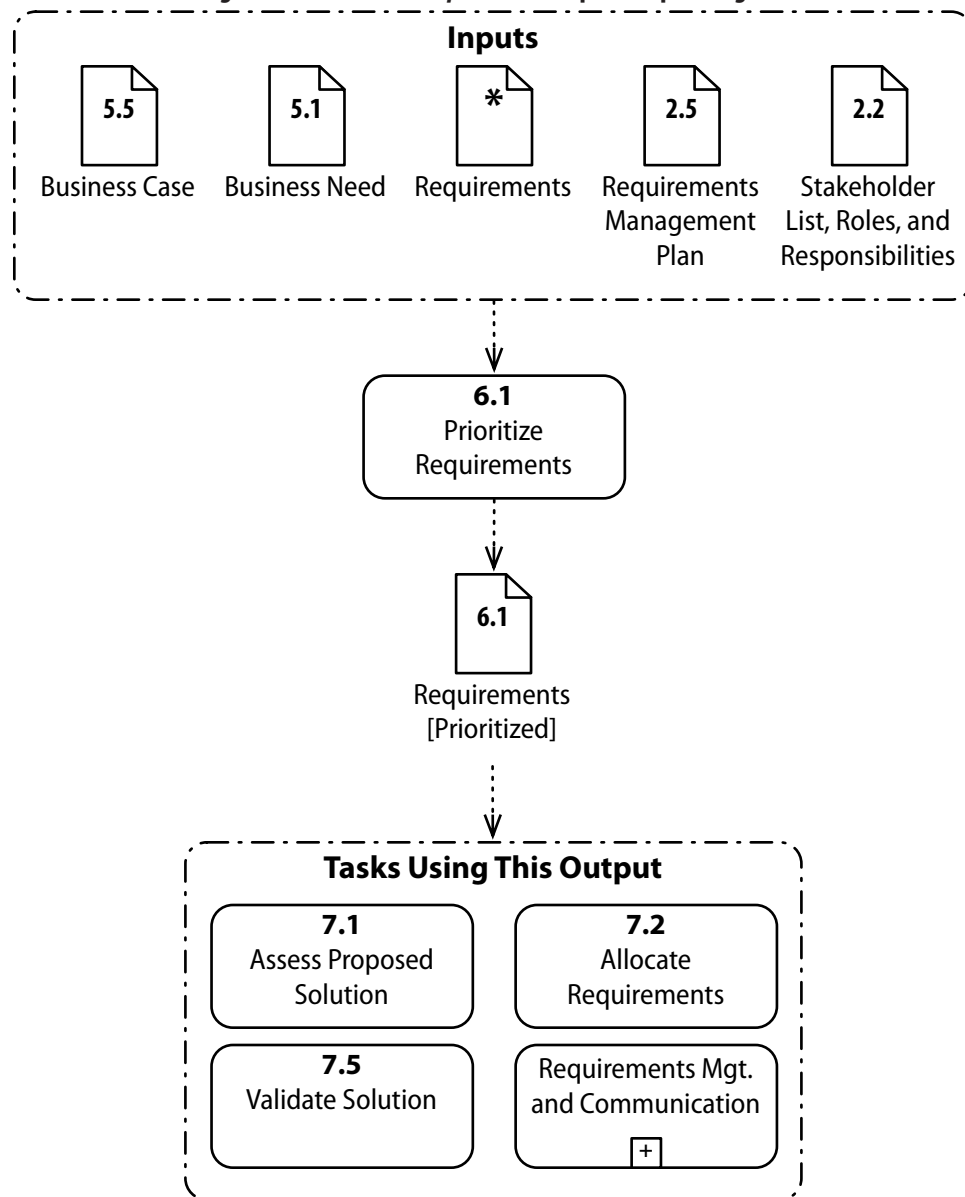 Inputs
5.5
5.1
*
2.5
2.2
Business Case
Business Need
Requirements
Requirements
Management
Plan
Stakeholder
List, Roles, and
Responsibilities
6.1
Prioritize
Requirements
6.1
Requirements
[Prioritized]
Tasks Using This Output
7.1
Assess Proposed
Solution
7.2
Allocate
Requirements
7.5
Validate Solution
Requirements Mgt.
and Communication
+